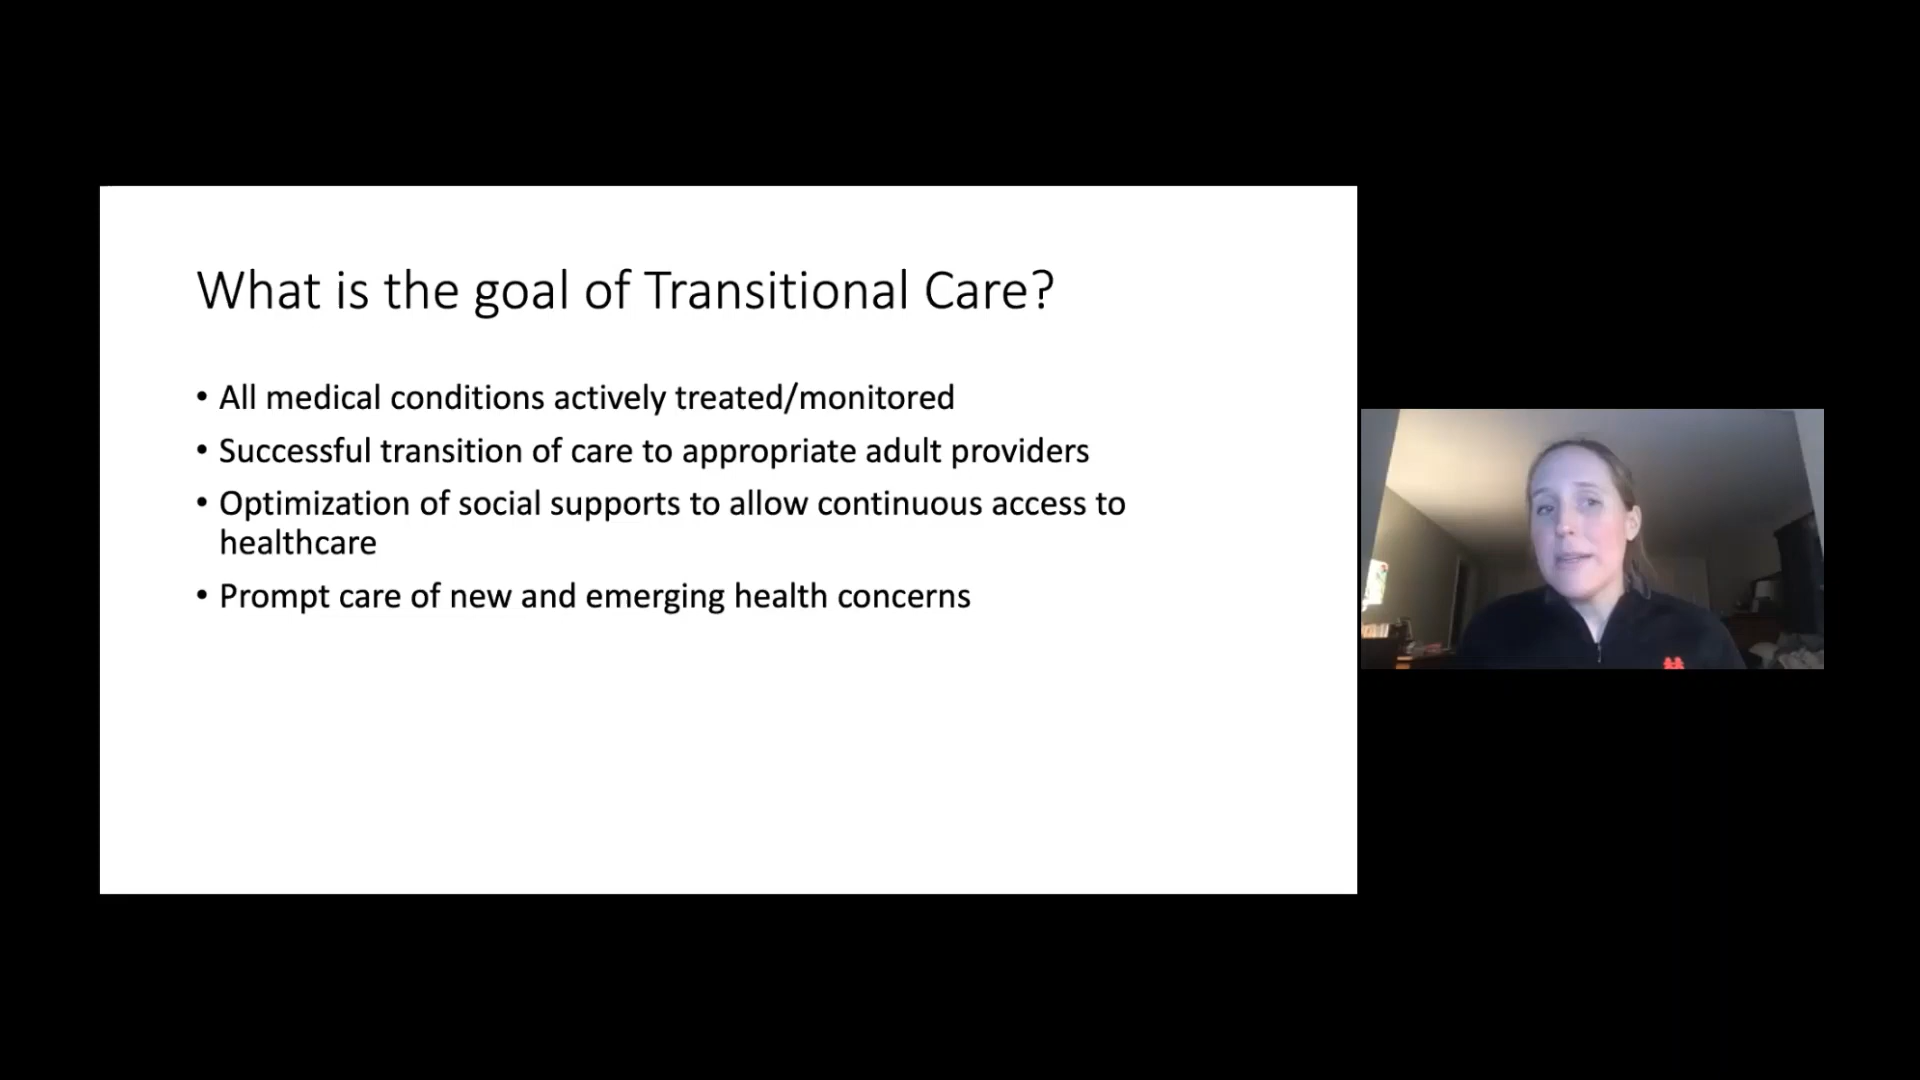 What is the goal of Transitional Care?
• All medical conditions actively treated/monitored
• Successful transition of care to appropriate adult providers
• Optimization of social supports to allow continuous access to
healthcare
• Prompt care of new and emerging health concerns